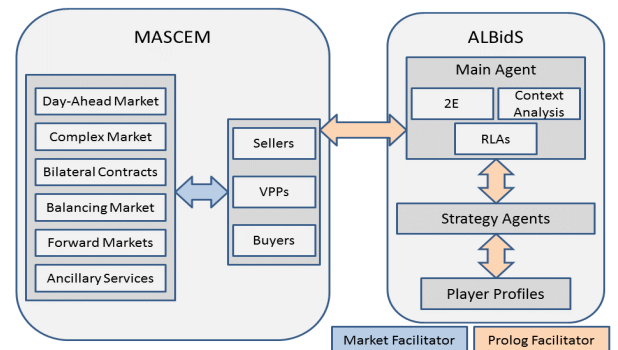 MASCEM
Day-Ahead Market
Complex Market
Bilateral Contracts
Balancing Market
Forward Markets
Ancillary Services
Sellers
VPPs
Buyers
ALBidS
Main Agent
2E
Context
Analysis
RLAs
Strategy Agents
Player Profiles
Market Facilitator
Prolog Facilitator